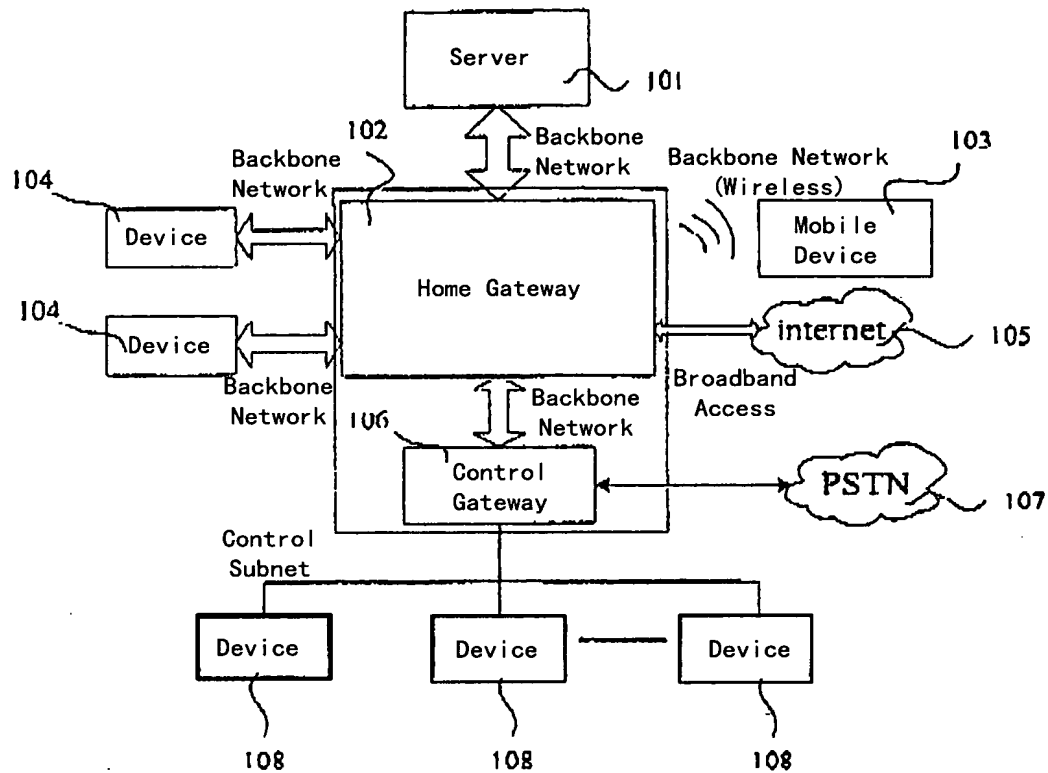 Server
101
102
Backbone
Network
Backbone
Network
Backbone Network
(Wireless)
103
104
Device
Mobile
Device
Home Gateway
104
Device
internet
105
Backbone
Network
Backbone
Network
Broadband
Access
106
Control
Gateway
PSTN
107
Control
Subnet
Device
Device
Device
108
108
108